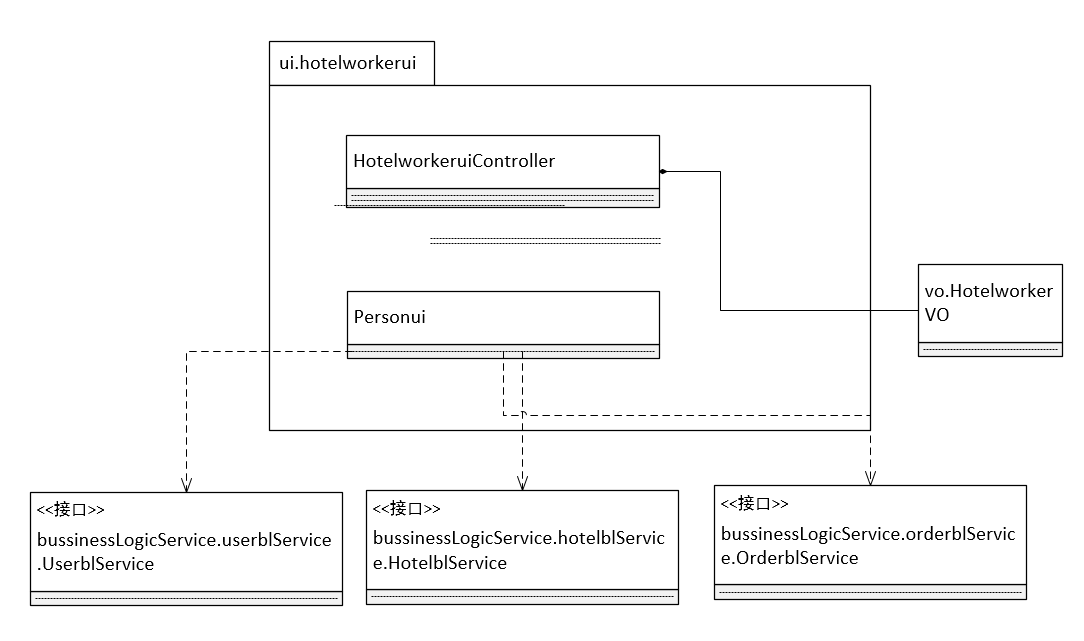 ui.hotelworkerui
HotelworkeruiController
Personui
vo.Hotelworker
VO
<<接口>>
bussinessLogicService.userblService
.UserblService
<<接口>>
bussinessLogicService.hotelblServic
e.HotelblService
<<接口>>
bussinessLogicService.orderblServic
e.OrderblService